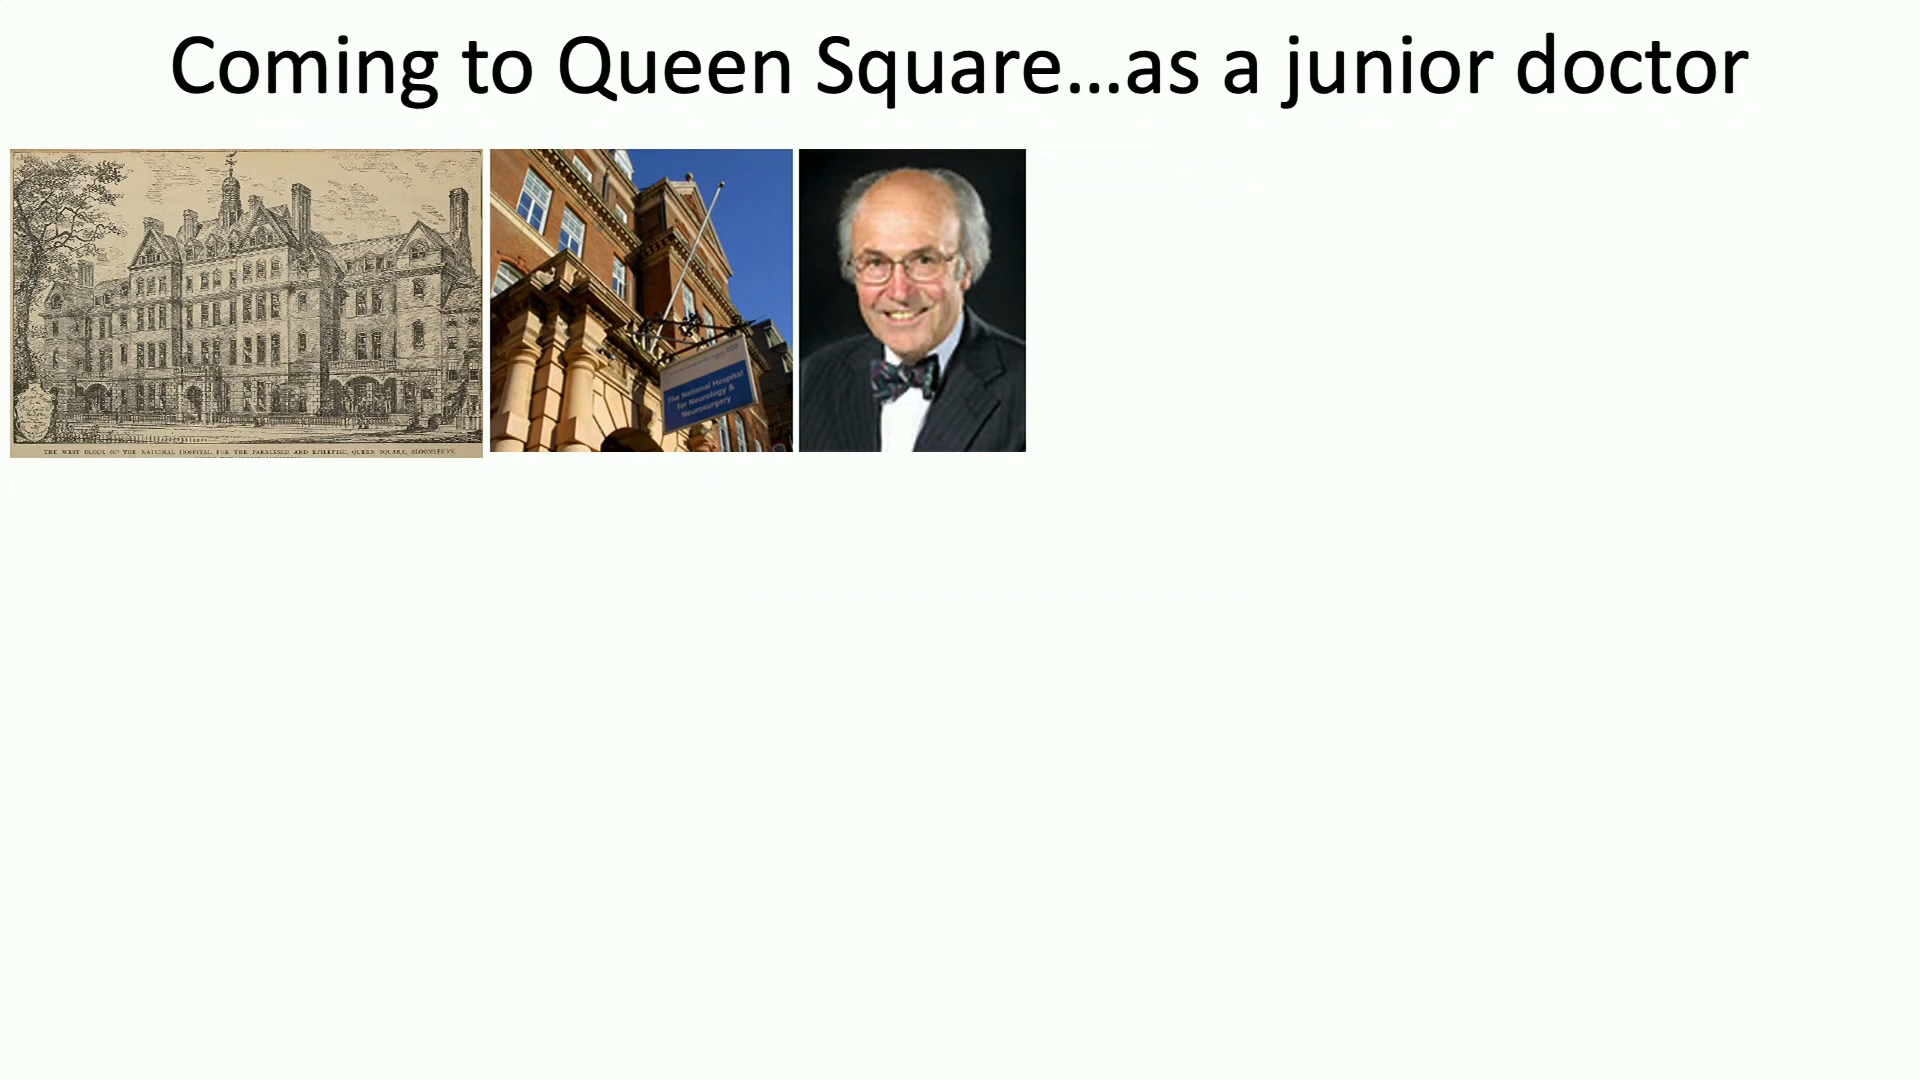 Coming to Queen Square...as a junior doctor
THE WEST BLOCK OF THE NATIONAL HOSPITAL FOR THE PARALYSED AND EPILEPTIC, QUEEN SQUARE, BLOOMSBURY.
The National Hospital
for Neurology &
Neurosurgery